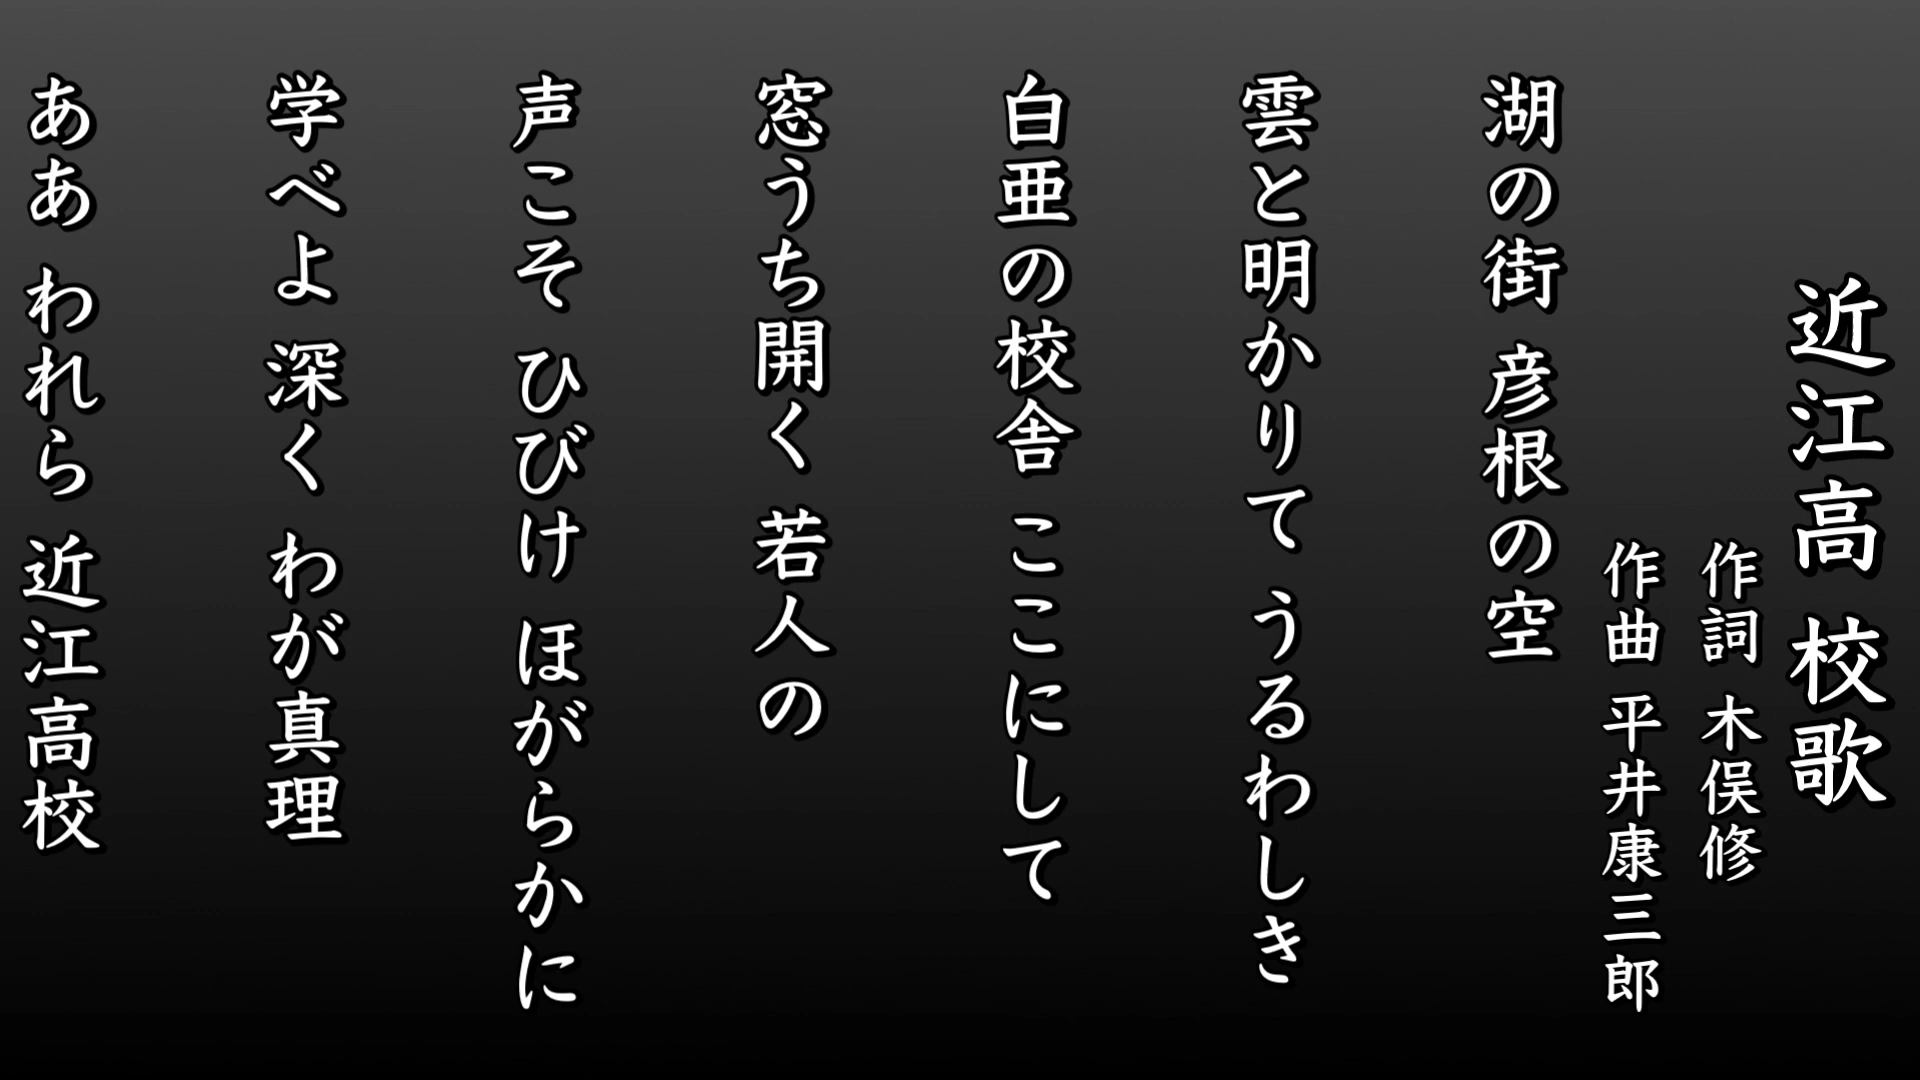 近江高 校歌
作詞 木俣修
作曲 平井康三郎
湖の街 彦根の空
雲と明かりて うるわしき
白亜の校舎 ここにして
窓うち開く 若人の
声こそ ひびけ ほがらかに
学べよ 深く わが真理
ああ われら 近江高校